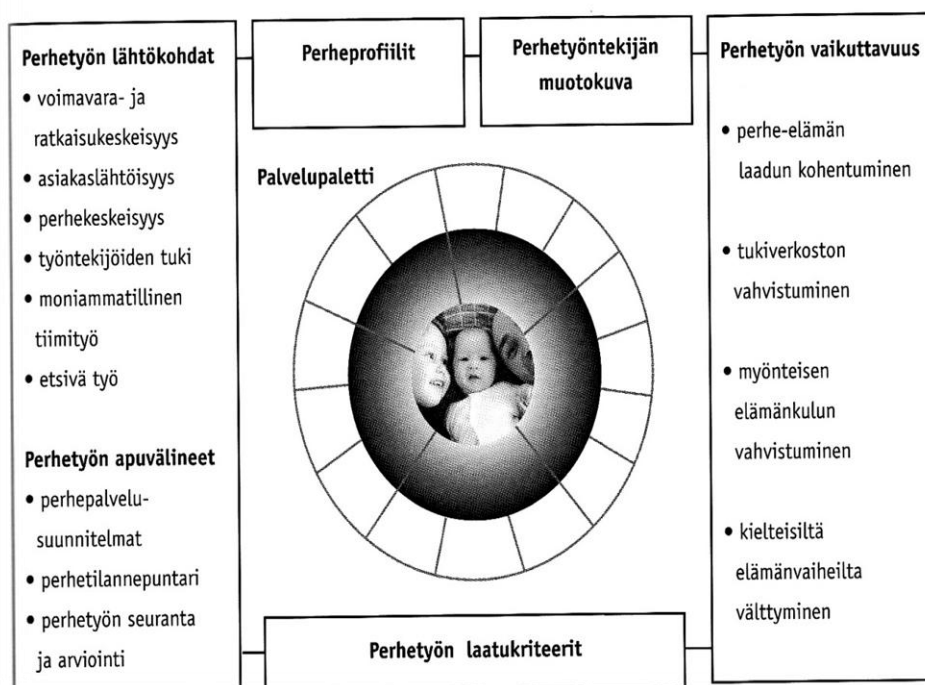 Perhetyön lähtökohdat
• voimavara- ja
ratkaisukeskeisyys
• asiakaslähtöisyys
• perhekeskeisyys
• työntekijöiden tuki
• moniammatillinen
tiimityö
• etsivä työ
Perhetyön apuvälineet
• perhepalvelu-
suunnitelmat
• perhetilannepuntari
• perhetyön seuranta
ja arviointi
Perheprofiilit
Perhetyöntekijän
muotokuva
Palvelupaletti
Perhetyön laatukriteerit
Perhetyön vaikuttavuus
• perhe-elämän
laadun kohentuminen
• tukiverkoston
vahvistuminen
• myönteisen
elämänkulun
vahvistuminen
• kielteisiltä
elämänvaiheilta
välttyminen